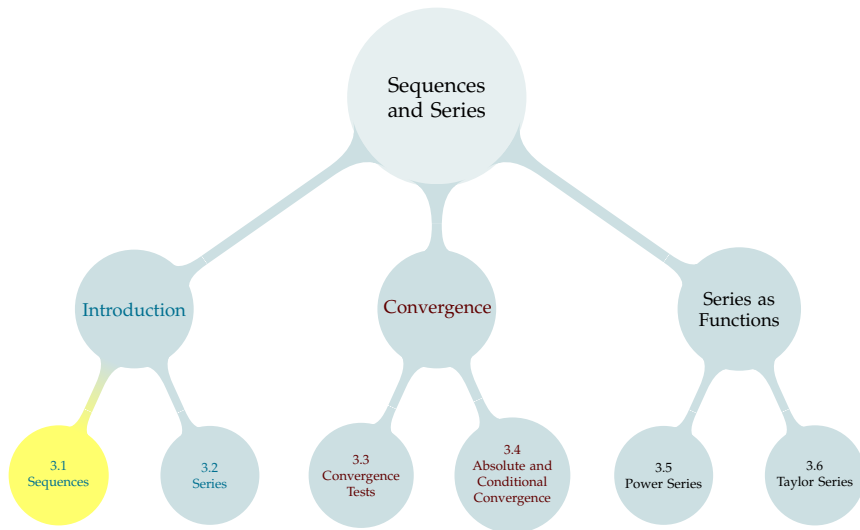 Sequences
and Series
Introduction
Convergence
Series as
Functions
3.1
Sequences
3.2
Series
3.3
Convergence
Tests
3.4
Absolute and
Conditional
Convergence
3.5
Power Series
3.6
Taylor Series